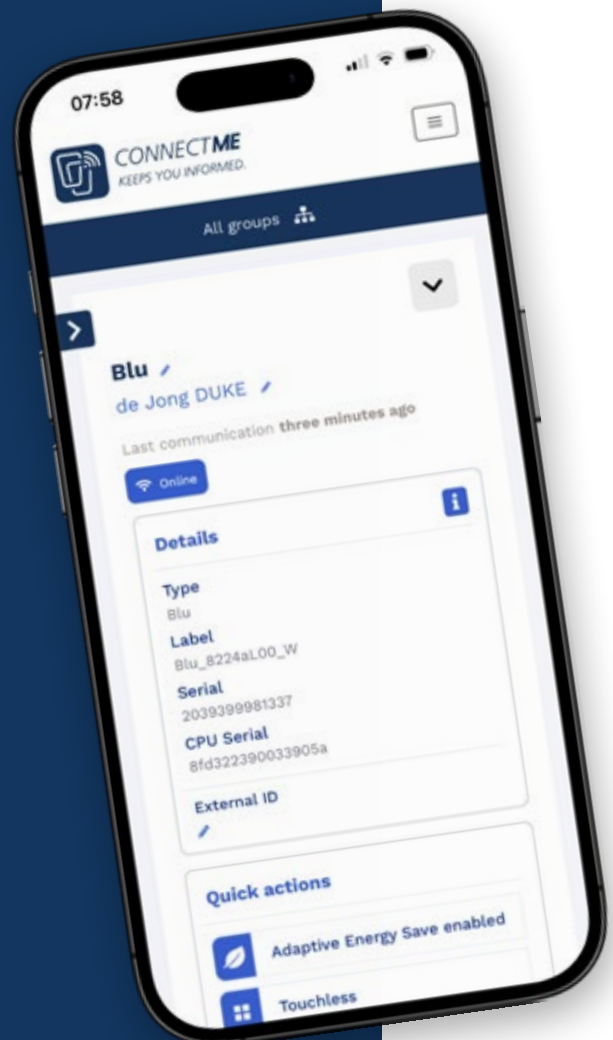 07:58
CONNECTME
KEEPS YOU INFORMED.
All groups
Blu
de Jong DUKE
Last communication three minutes ago
Online
Details
Type
Blu
Label
Blu_8224aL00_W
Serial
2039399981337
CPU Serial
8fd322390033905a
External ID
Quick actions
Adaptive Energy Save enabled
Touchless